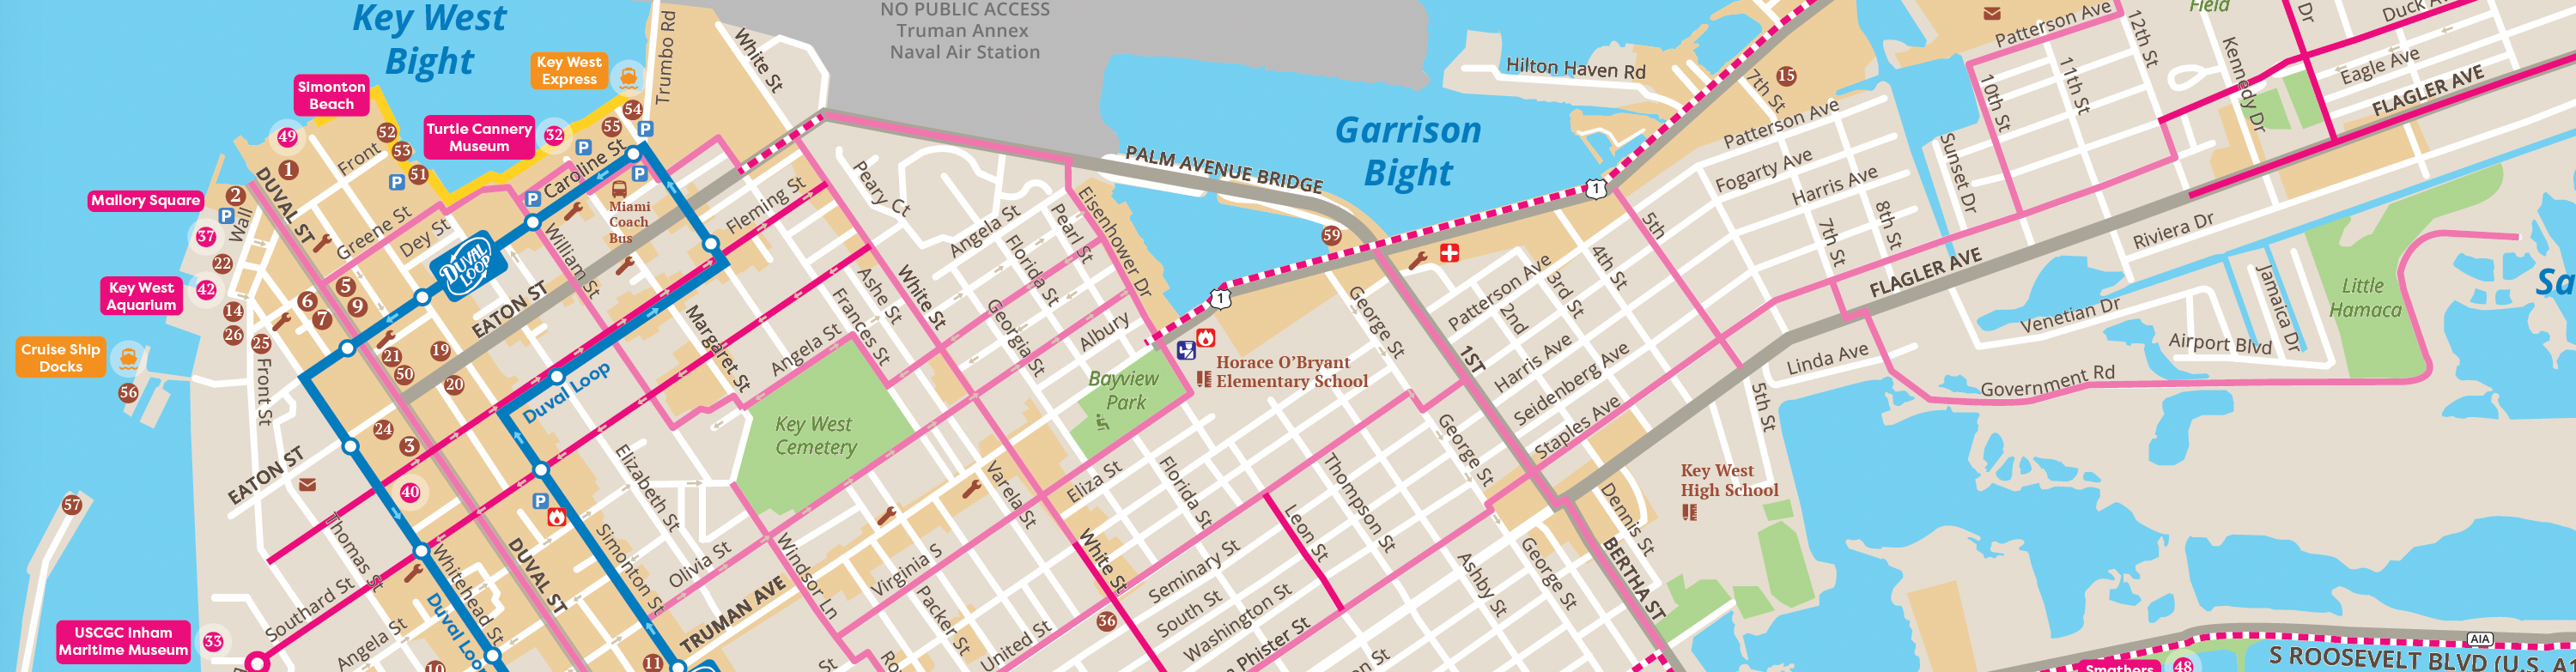 Key West
Bight
NO PUBLIC ACCESS
Truman Annex
Naval Air Station
Key West
Express
Trumbo Rd
White St
Simonton
Beach
Turtle Cannery
Museum
32
49
52
53
51
54
55
P
P
P
P
P
1
2
Front
Caroline St
Mallory Square
P
37
Wall
22
DUVAL ST
Greene St
Dey St
DUVAL
LOOP
Miami
Coach
Bus
Fleming St
William St
EATON ST
Key West
Aquarium
42
14
26
25
6
7
5
9
21
50
19
20
Cruise Ship
Docks
56
57
Front St
24
3
40
EATON ST
Duval Loop
Margaret St
Angela St
Frances St
Ashe St
White St
Peary Ct
Angela St
Florida St
Pearl St
Eisenhower Dr
Georgia St
Albury
Key West
Cemetery
Bayview
Park
P
Elizabeth St
Simonton St
Olivia St
DUVAL ST
Thomas St
Southard St
Whitehead St
Duval Loop
Angela St
USCGC Inham
Maritime Museum
33
10
11
TRUMAN AVE
Windsor Ln
Virginia S
Packer St
United St
St
Varela St
White St
Eliza St
Florida St
36
Seminary St
South St
Washington St
Leon St
Thompson St
Ashby St
George St
George St
George St
PALM AVENUE BRIDGE
Garrison
Bight
Hilton Haven Rd
59
1
1
Horace O'Bryant
Elementary School
1ST
Patterson Ave
2nd
3rd St
4th St
5th
Harris Ave
Seidenberg Ave
Staples Ave
Dennis St
BERTHA ST
Key West
High School
5th St
Linda Ave
7th St
15
Patterson Ave
Fogarty Ave
Harris Ave
7th St
8th St
Sunset Dr
10th St
11th St
12th St
Patterson Ave
Kennedy Dr
Field
Dr
Eagle Ave
FLAGLER AVE
FLAGLER AVE
Riviera Dr
Venetian Dr
Airport Blvd
Jamaica Dr
Government Rd
Little
Hamaca
Sa
A1A
Smathers
48
S ROOSEVELT BLVD (U.S. A
Phister St